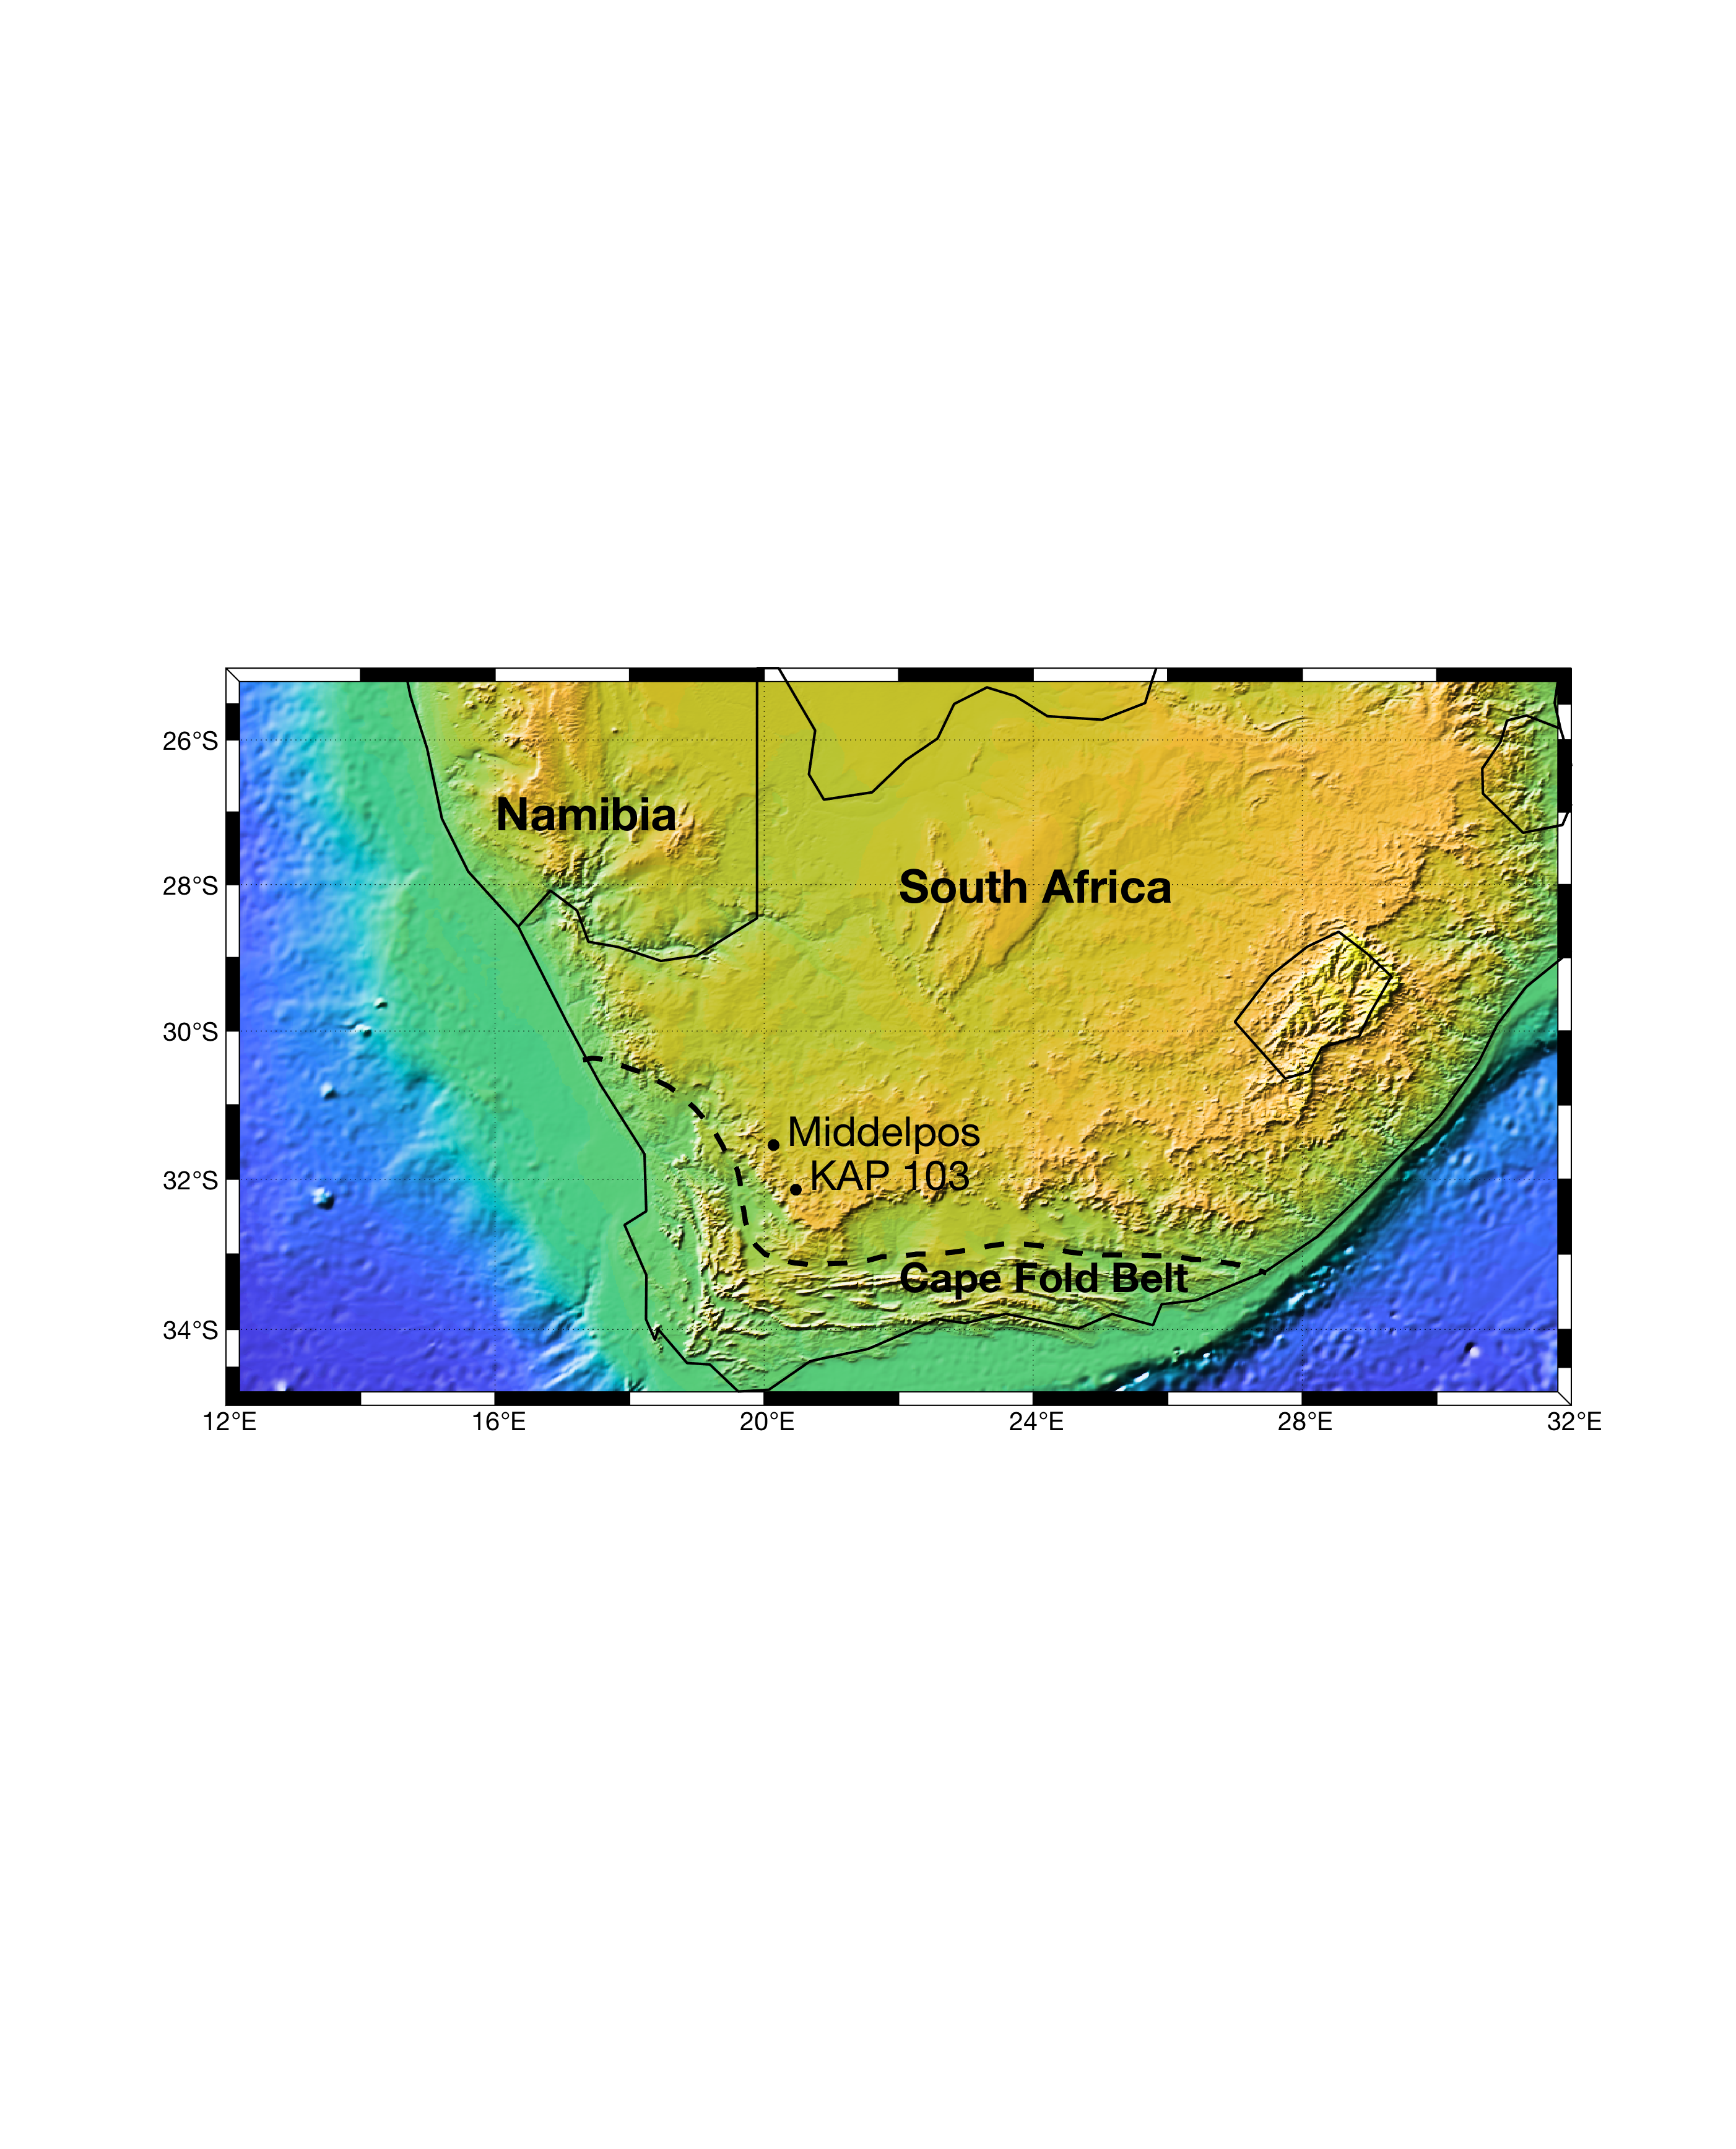 26°S
Namibia
28°S
South Africa
30°S
Middelpos
KAP 103
32°S
Cape Fold Belt
34°S
12°E 16°E 20°E 24°E 28°E 32°E